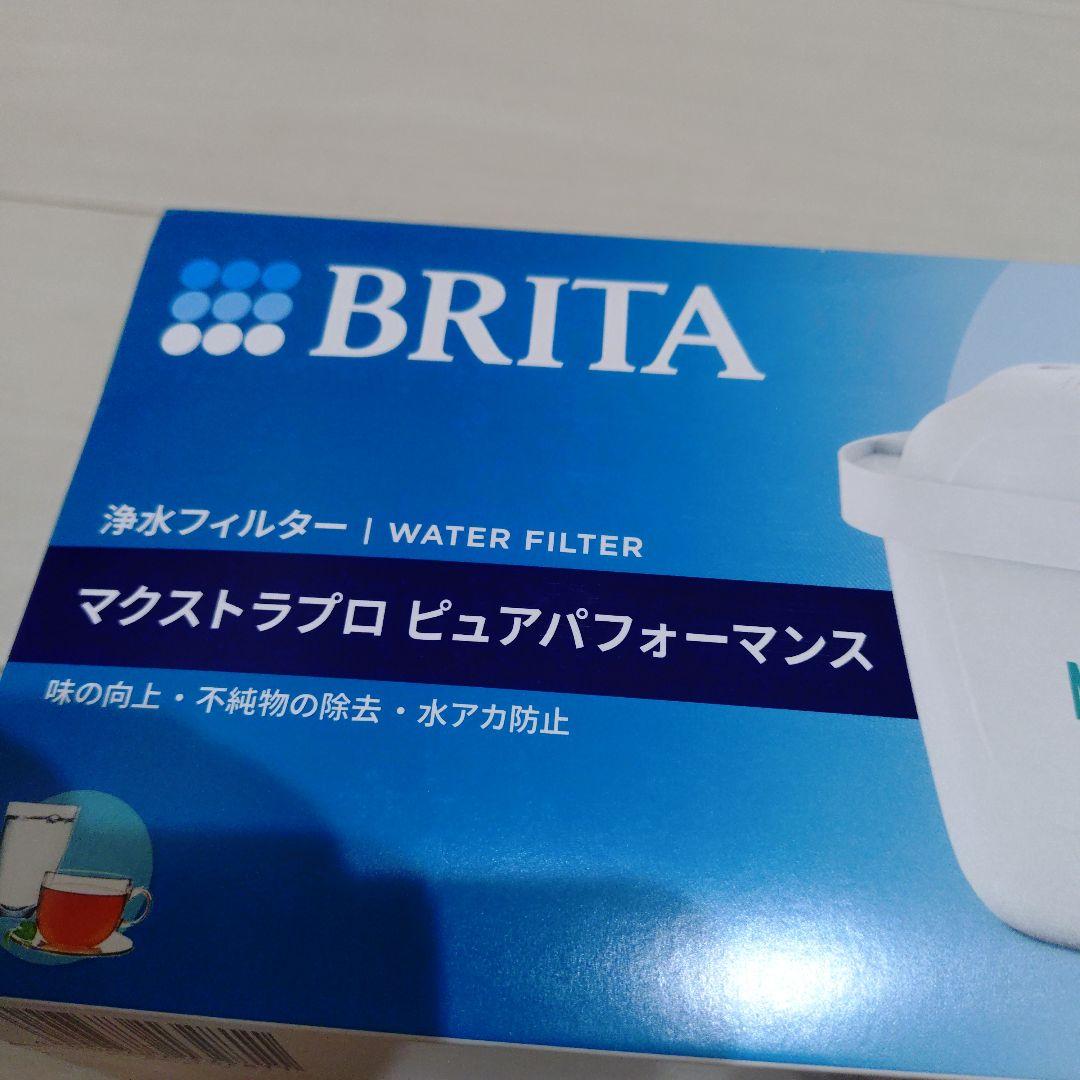 BRITA
浄水フィルター | WATER FILTER
マクストラプロ ピュアパフォーマンス
味の向上・不純物の除去・水アカ防止